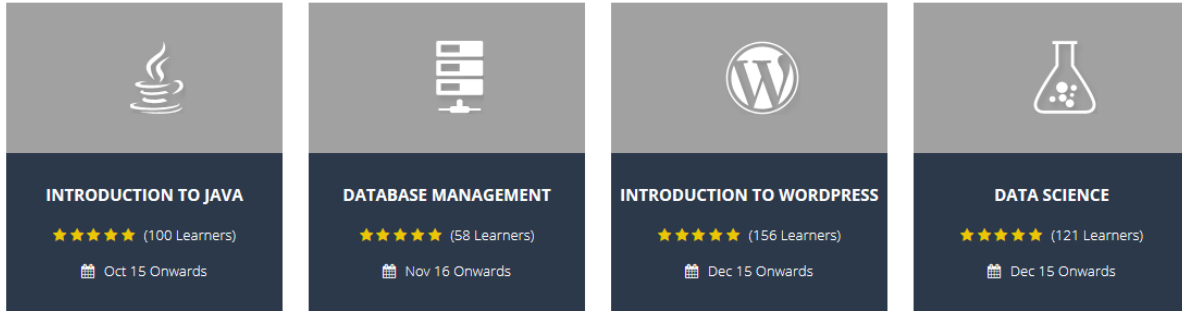 INTRODUCTION TO JAVA
(100 Learners)
Oct 15 Onwards
DATABASE MANAGEMENT
(58 Learners)
Nov 16 Onwards
INTRODUCTION TO WORDPRESS
(156 Learners)
Dec 15 Onwards
DATA SCIENCE
(121 Learners)
Dec 15 Onwards